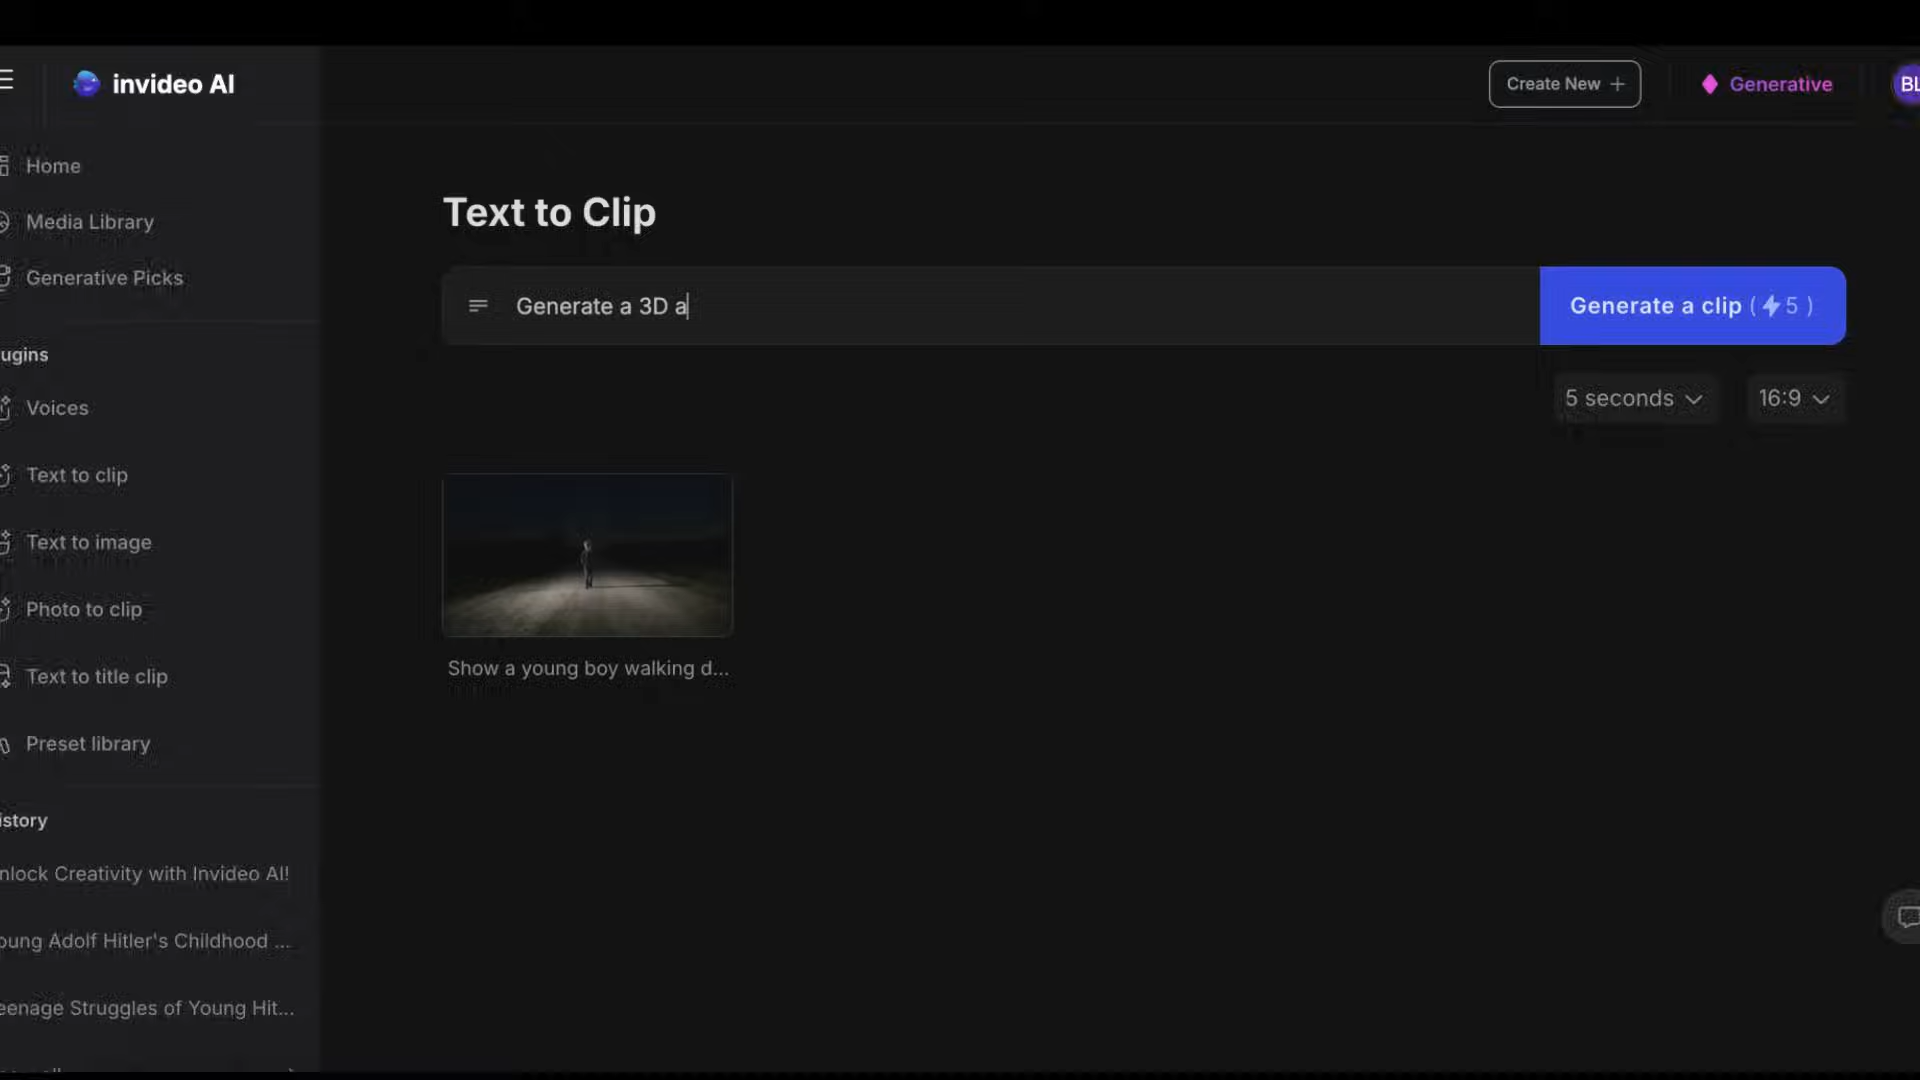 invideo AI
Create New +
Generative
BL
Home
Media Library
Generative Picks
ugins
Voices
Text to clip
Text to image
Photo to clip
Text to title clip
Preset library
istory
nlock Creativity with Invideo AI!
oung Adolf Hitler's Childhood ...
eenage Struggles of Young Hit...
Text to Clip
Generate a 3D a
Generate a clip ( 5 )
5 seconds
16:9
Show a young boy walking d...